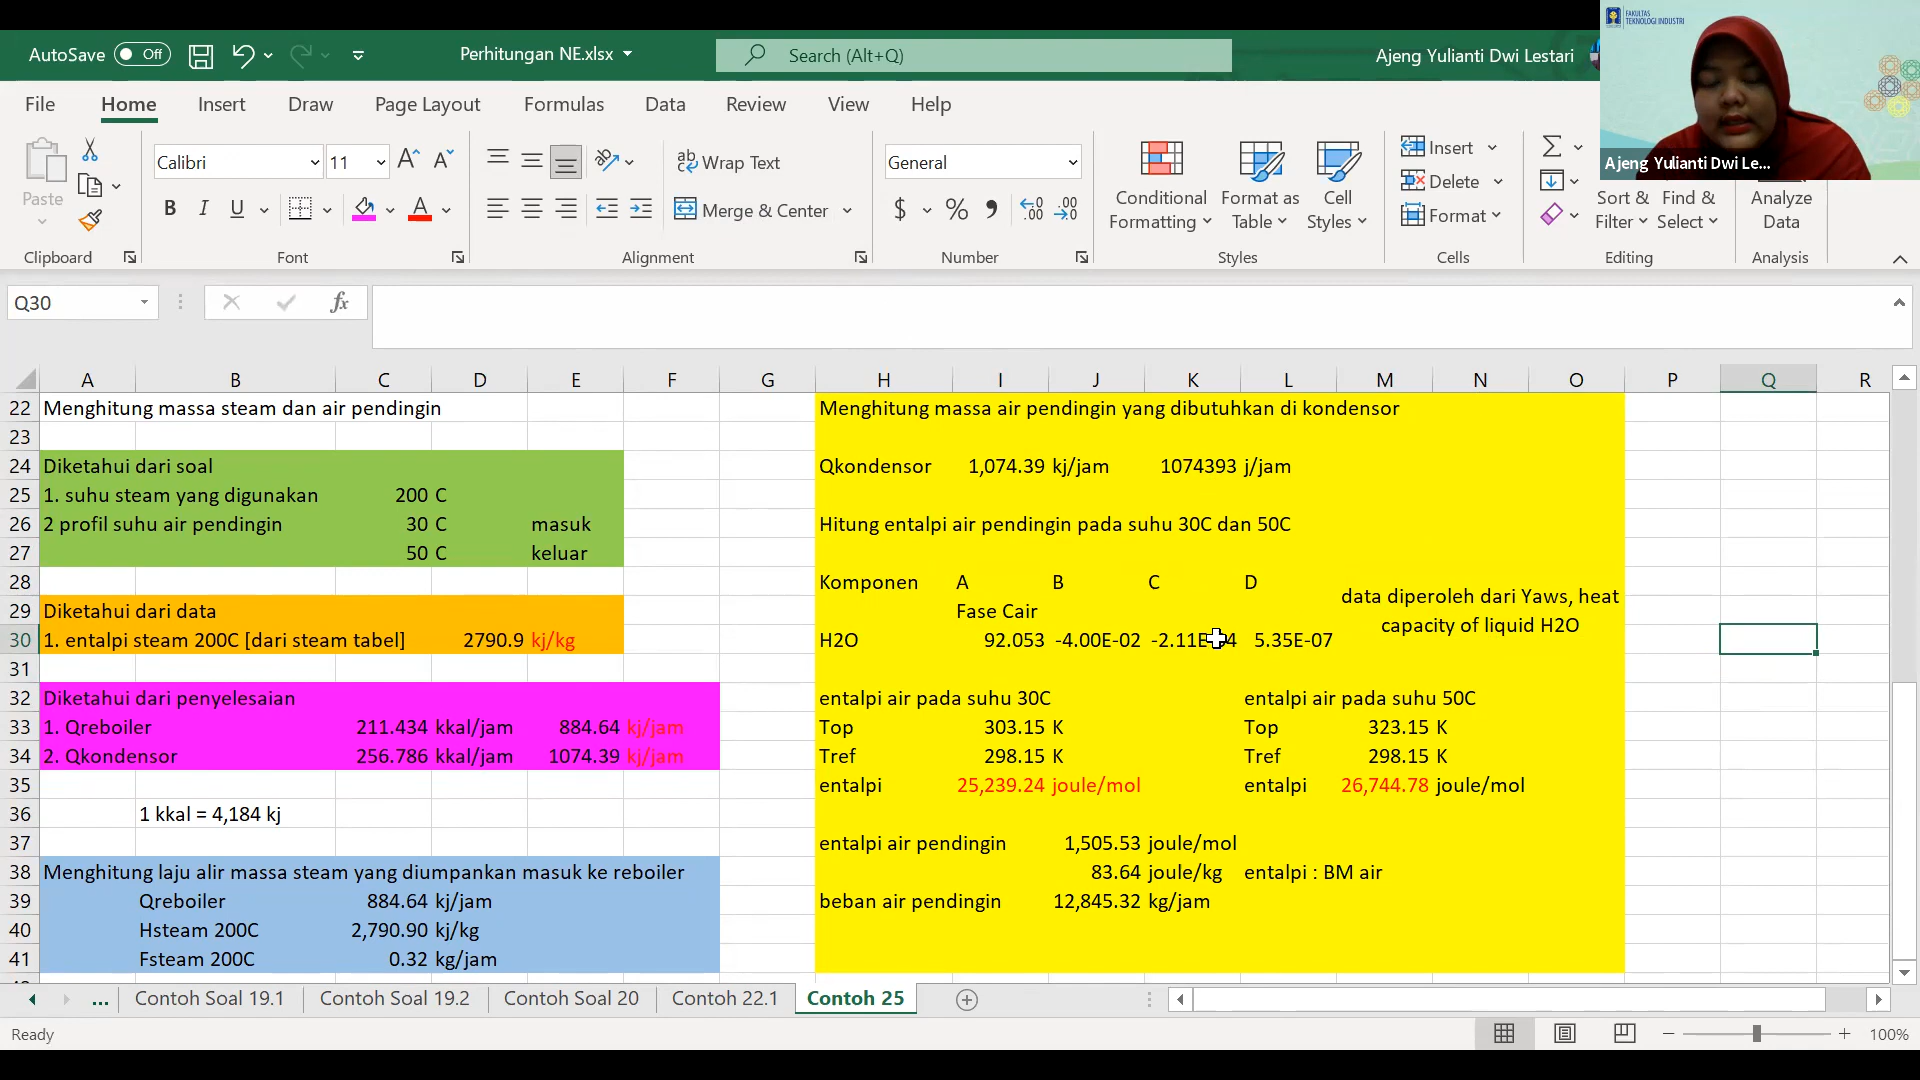 AutoSave Off Perhitungan NE.xlsx Search (Alt+Q) Ajeng Yulianti Dwi Lestari
FAKULTAS
TEKNOLOGI INDUSTRI
Ajeng Yulianti Dwi Le...
File Home Insert Draw Page Layout Formulas Data Review View Help
Paste
Clipboard
Calibri 11
B I U
Font
Wrap Text
Merge & Center
Alignment
General
$ % 9
Number
Conditional
Formatting
Format as
Table
Cell
Styles
Styles
Insert
Delete
Format
Cells
Sort &
Filter
Find &
Select
Editing
Analyze
Data
Analysis
Q30 fx
A B C D E F G H I J K L M N O P Q R
22 Menghitung massa steam dan air pendingin Menghitung massa air pendingin yang dibutuhkan di kondensor
23
24 Diketahui dari soal Qkondensor 1,074.39 kj/jam 1074393 j/jam
25 1. suhu steam yang digunakan 200 C
26 2 profil suhu air pendingin 30 C masuk Hitung entalpi air pendingin pada suhu 30C dan 50C
27 50 C keluar
28 Komponen A B C D
29 Diketahui dari data Fase Cair data diperoleh dari Yaws, heat
capacity of liquid H2O
30 1. entalpi steam 200C [dari steam tabel] 2790.9 kj/kg H2O 92.053 -4.00E-02 -2.11E 4 5.35E-07
31
32 Diketahui dari penyelesaian entalpi air pada suhu 30C entalpi air pada suhu 50C
33 1. Qreboiler 211.434 kkal/jam 884.64 kj/jam Top 303.15 K Top 323.15 K
34 2. Qkondensor 256.786 kkal/jam 1074.39 kj/jam Tref 298.15 K Tref 298.15 K
35 entalpi 25,239.24 joule/mol entalpi 26,744.78 joule/mol
36 1 kkal = 4,184 kj
37 entalpi air pendingin 1,505.53 joule/mol
38 Menghitung laju alir massa steam yang diumpankan masuk ke reboiler 83.64 joule/kg entalpi : BM air
39 Qreboiler 884.64 kj/jam beban air pendingin 12,845.32 kg/jam
40 Hsteam 200C 2,790.90 kj/kg
41 Fsteam 200C 0.32 kg/jam
... Contoh Soal 19.1 Contoh Soal 19.2 Contoh Soal 20 Contoh 22.1 Contoh 25
Ready 100%